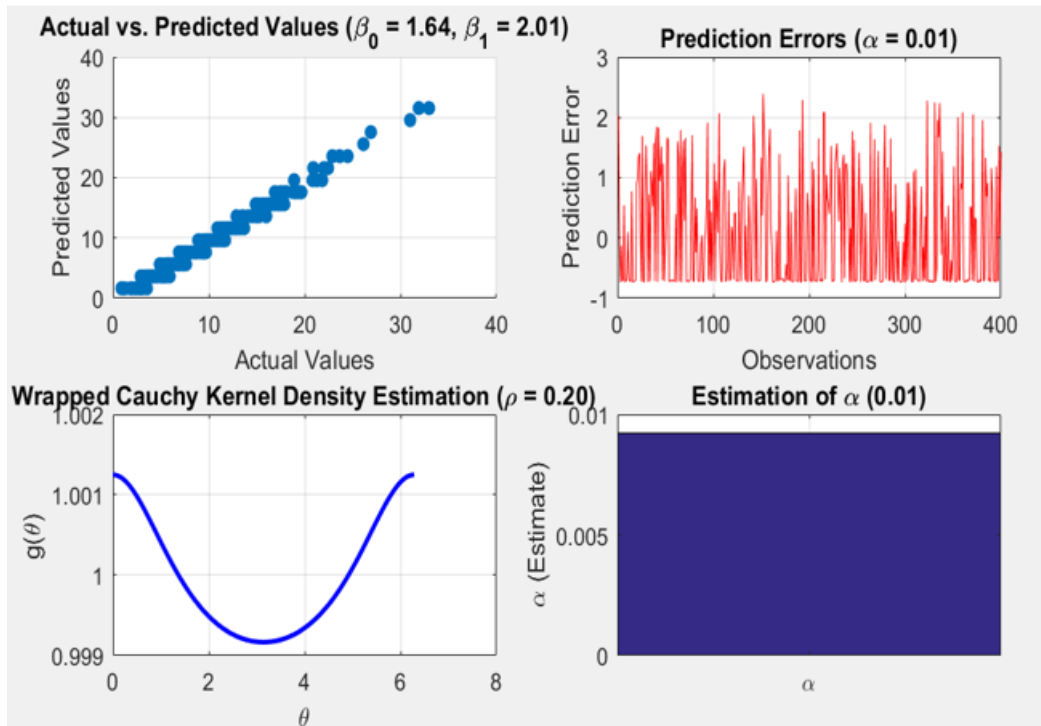 Actual vs. Predicted Values (β₀ = 1.64, β₁ = 2.01)
40
30
20
10
0
0 10 20 30 40
Predicted Values
Actual Values
Prediction Errors (α = 0.01)
3
2
1
0
-1
0 100 200 300 400
Prediction Error
Observations
Wrapped Cauchy Kernel Density Estimation (ρ = 0.20)
1.002
1.001
1
0.999
0 2 4 6 8
g(θ)
θ
Estimation of α (0.01)
0.01
0.005
0
α (Estimate)
α